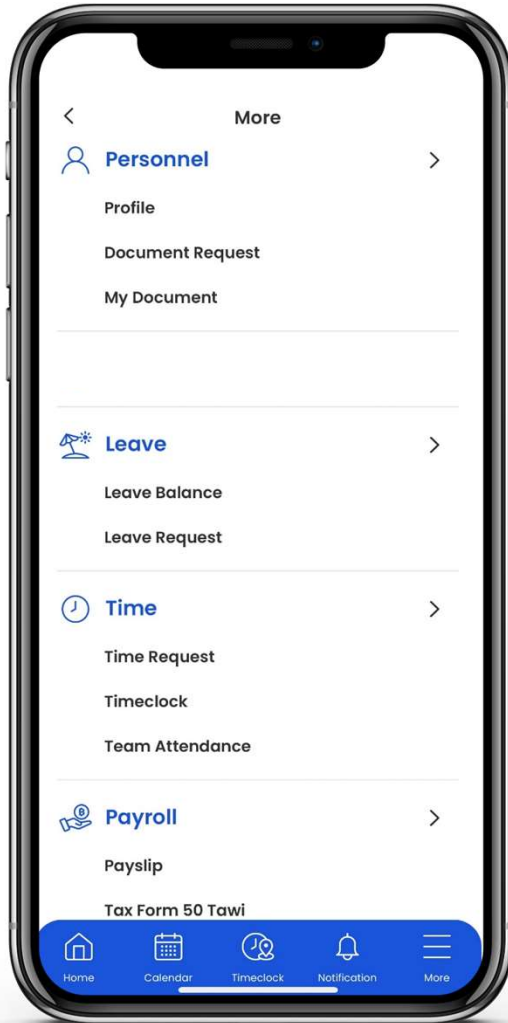 More
Personnel
Profile
Document Request
My Document
Leave
Leave Balance
Leave Request
Time
Time Request
Timeclock
Team Attendance
Payroll
Payslip
Tax Form 50 Tawi
Home Calendar Timeclock Notification More